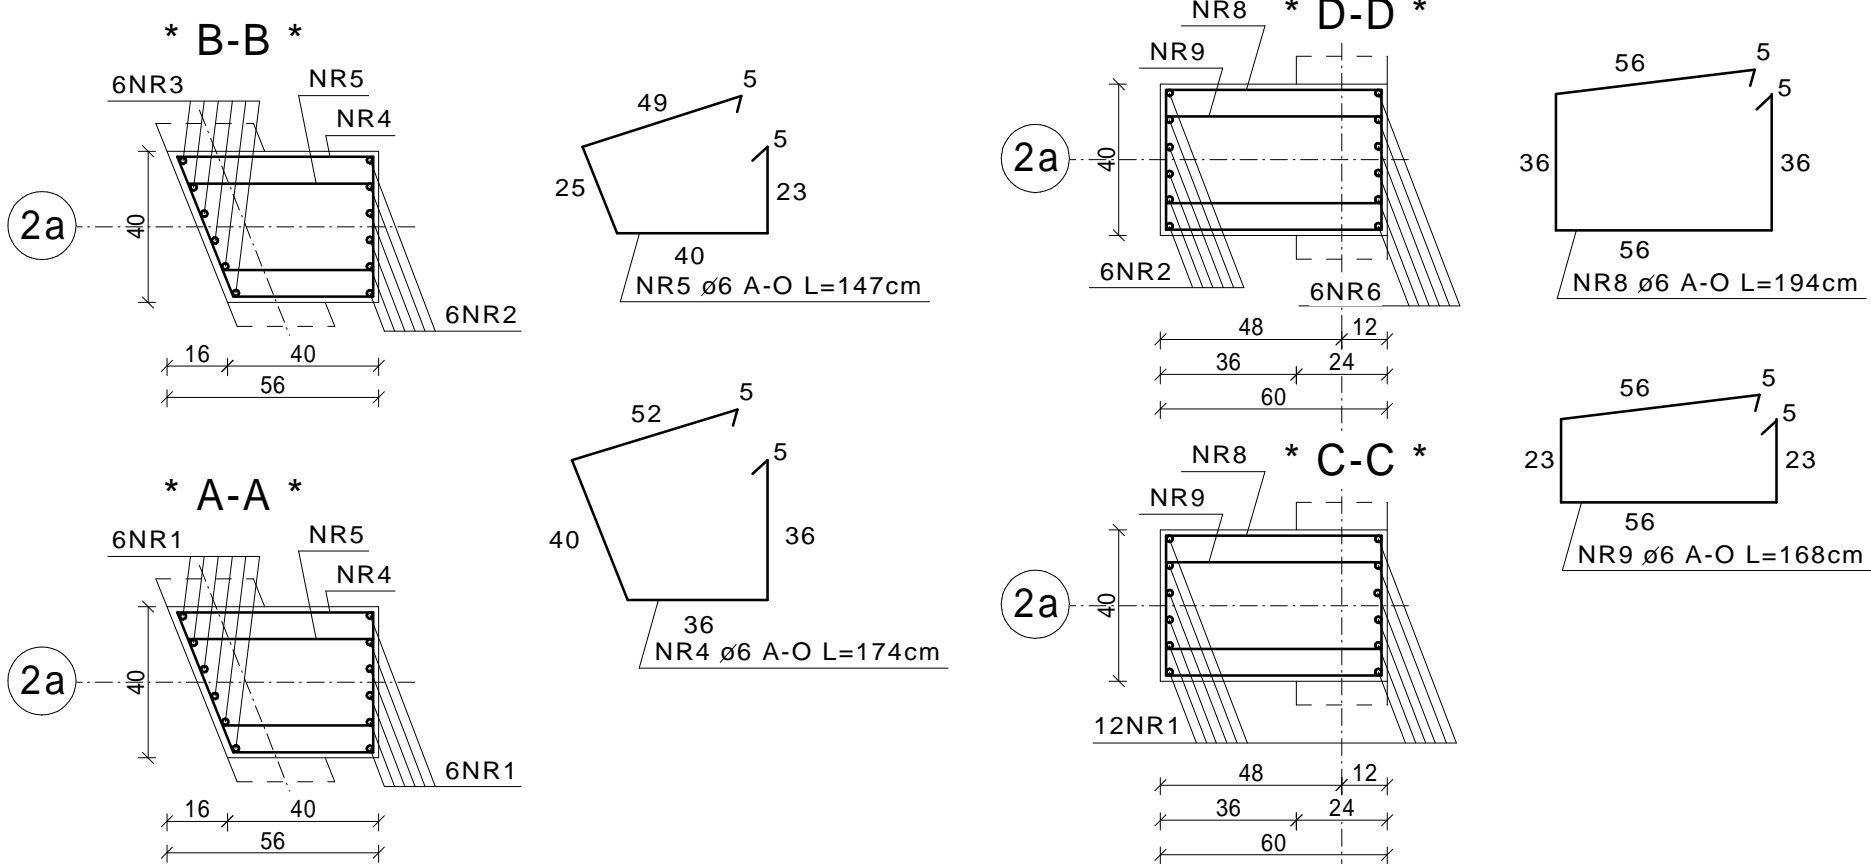 * B-B *
6NR3
NR5
NR4
2a
40
6NR2
16
40
56
49
5
5
25
23
40
NR5 ø6 A-O L=147cm
* A-A *
6NR1
NR5
NR4
2a
40
6NR1
16
40
56
52
5
5
40
36
36
NR4 ø6 A-O L=174cm
* D-D *
NR8
NR9
2a
40
6NR2
6NR6
48
12
36
24
60
56
5
5
36
36
56
NR8 ø6 A-O L=194cm
* C-C *
NR8
NR9
2a
40
12NR1
48
12
36
24
60
56
5
5
23
23
56
NR9 ø6 A-O L=168cm